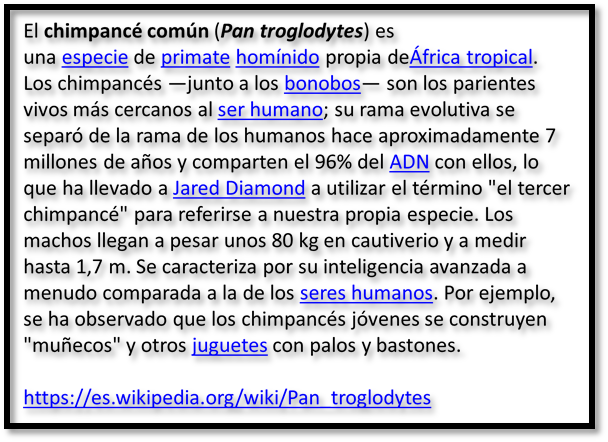 El chimpancé común (Pan troglodytes) es
una especie de primate homínido propia deÁfrica tropical.
Los chimpancés —junto a los bonobos— son los parientes
vivos más cercanos al ser humano; su rama evolutiva se
separó de la rama de los humanos hace aproximadamente 7
millones de años y comparten el 96% del ADN con ellos, lo
que ha llevado a Jared Diamond a utilizar el término "el tercer
chimpancé" para referirse a nuestra propia especie. Los
machos llegan a pesar unos 80 kg en cautiverio y a medir
hasta 1,7 m. Se caracteriza por su inteligencia avanzada a
menudo comparada a la de los seres humanos. Por ejemplo,
se ha observado que los chimpancés jóvenes se construyen
"muñecos" y otros juguetes con palos y bastones.
https://es.wikipedia.org/wiki/Pan_troglodytes